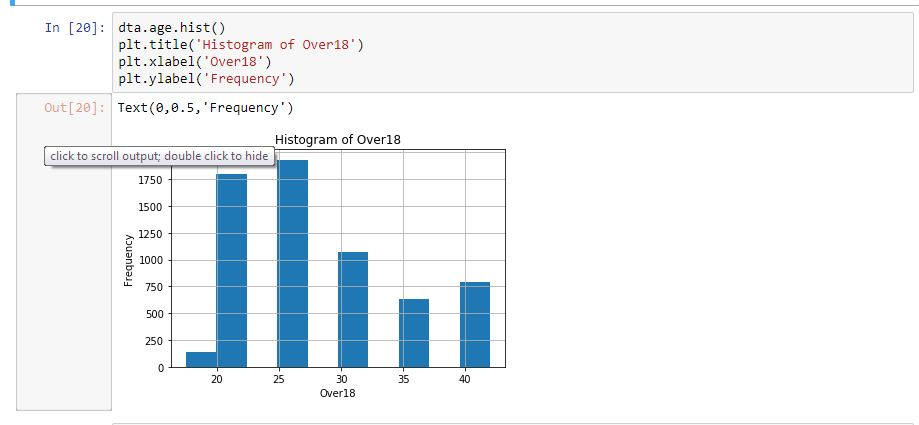 In [20]: dta.age.hist()
plt.title('Histogram of Over18')
plt.xlabel('Over18')
plt.ylabel('Frequency')
Out[20]: Text(0,0.5,'Frequency')
Histogram of Over18
click to scroll output; double click to hide
1750
1500
1250
1000
750
500
250
0
Frequency
20 25 30 35 40
Over18